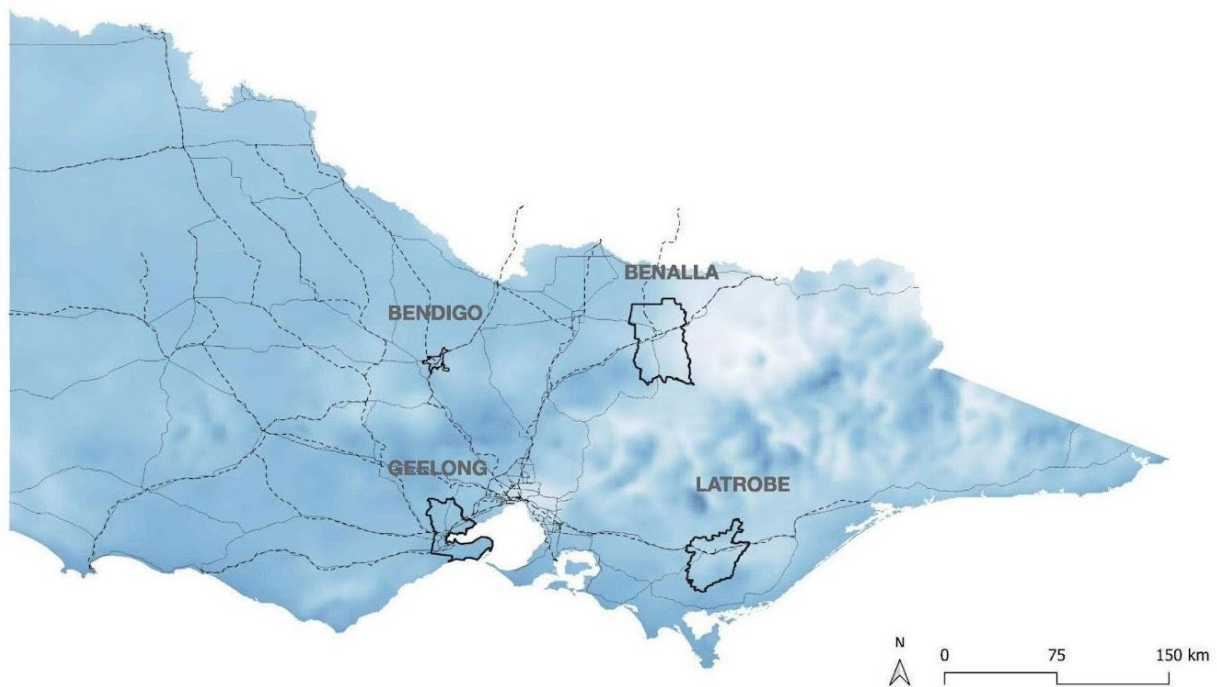 BENALLA
BENDIGO
GEELONG
LATROBE
N
0 75 150 km